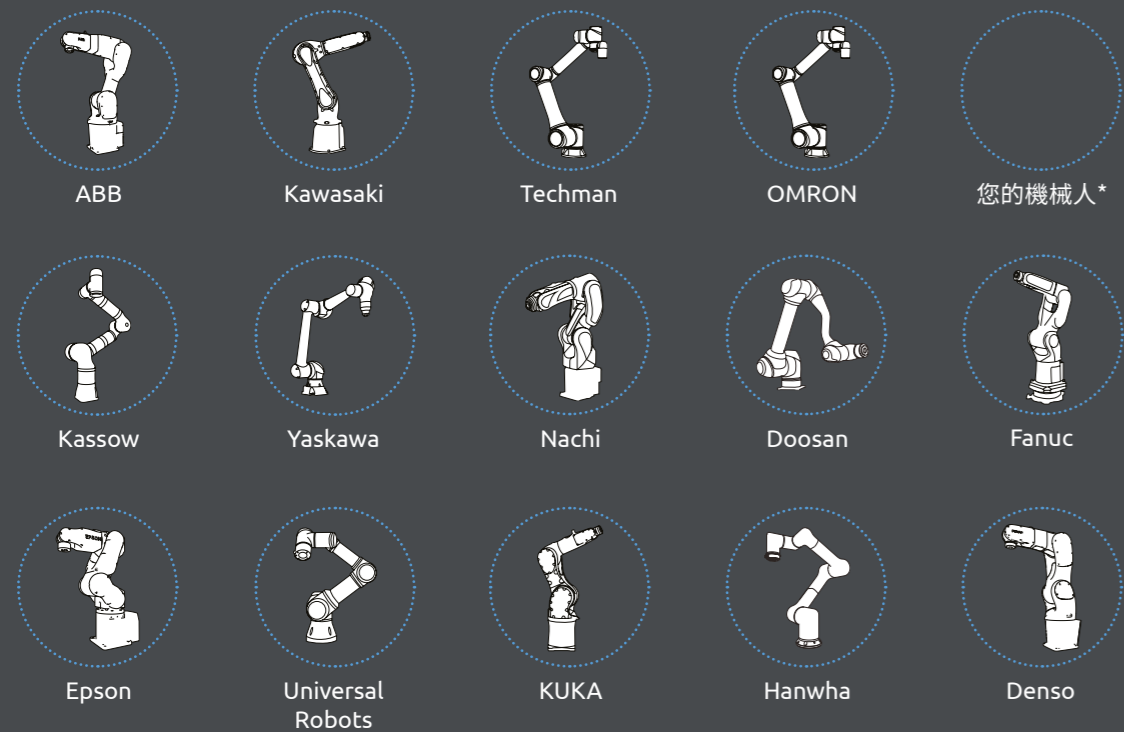 ABB
Kawasaki
Techman
OMRON
您的機械人*
Kassow
Yaskawa
Nachi
Doosan
Fanuc
EPSON
Epson
Universal
Robots
KUKA
Hanwha
Denso